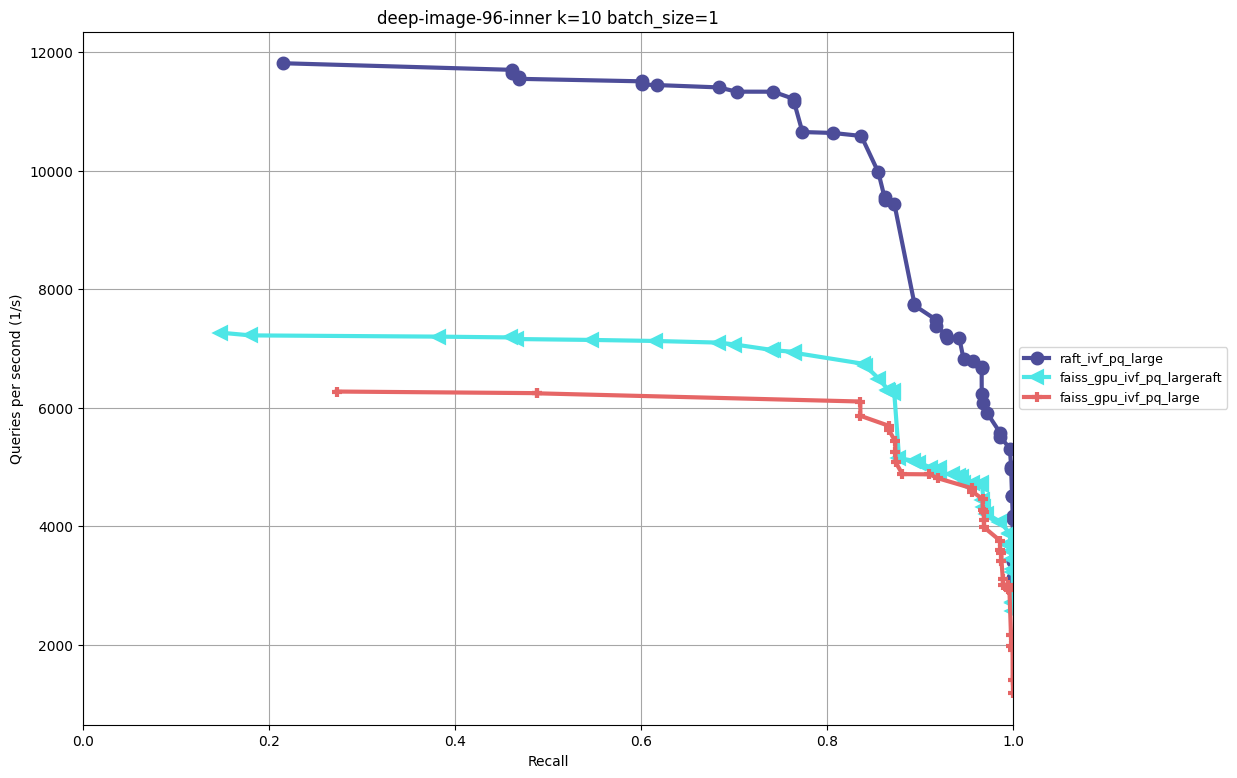 deep-image-96-inner k=10 batch_size=1
12000
10000
8000
6000
4000
2000
Queries per second (1/s)
0.0 0.2 0.4 0.6 0.8 1.0
Recall
raft_ivf_pq_large
faiss_gpu_ivf_pq_largeraft
faiss_gpu_ivf_pq_large